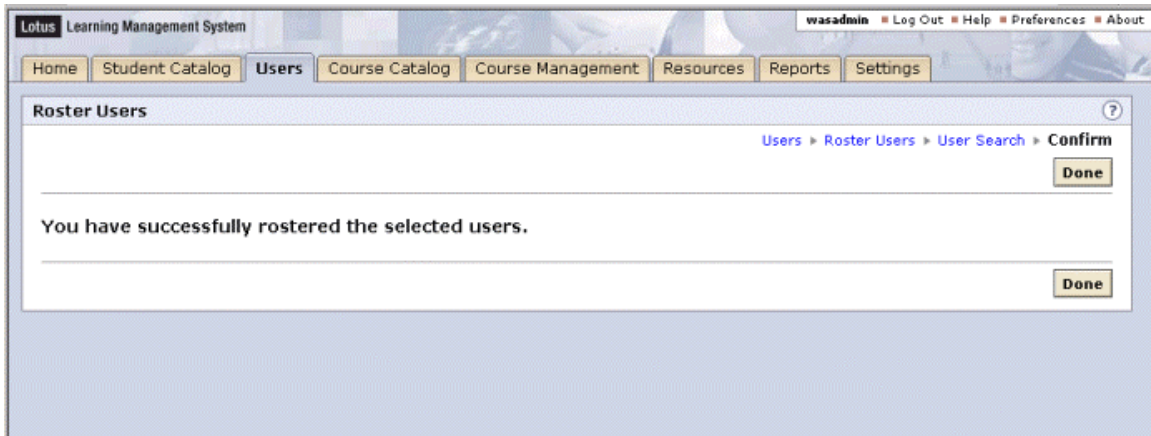 Lotus Learning Management System
wasadmin Log Out Help Preferences About
Home Student Catalog Users Course Catalog Course Management Resources Reports Settings
Roster Users ?
Users Roster Users User Search Confirm
Done
You have successfully rostered the selected users.
Done